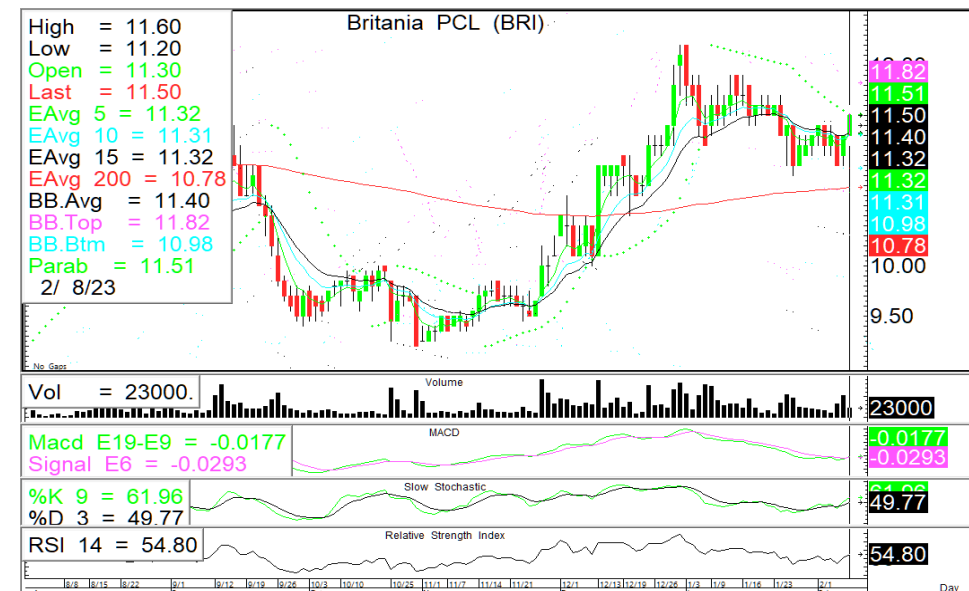 Britania PCL (BRI)
High = 11.60
Low = 11.20
Open = 11.30
Last = 11.50
EAvg 5 = 11.32
EAvg 10 = 11.31
EAvg 15 = 11.32
EAvg 200 = 10.78
BB.Avg = 11.40
BB.Top = 11.82
BB.Btm = 10.98
Parab = 11.51
2/ 8/23
No Gaps
11.82
11.51
11.50
11.40
11.32
11.32
11.31
10.98
10.78
10.00
9.50
Volume
Vol = 23000.
23000
MACD
Macd E19-E9 = -0.0177
Signal E6 = -0.0293
-0.0177
-0.0293
Slow Stochastic
%K 9 = 61.96
%D 3 = 49.77
61.96
49.77
Relative Strength Index
RSI 14 = 54.80
54.80
8/8 8/15 8/22 9/1 9/12 9/19 9/26 10/3 10/10 10/25 11/1 11/7 11/14 11/21 12/1 12/13 12/19 12/26 1/3 1/9 1/16 1/23 2/1 Day